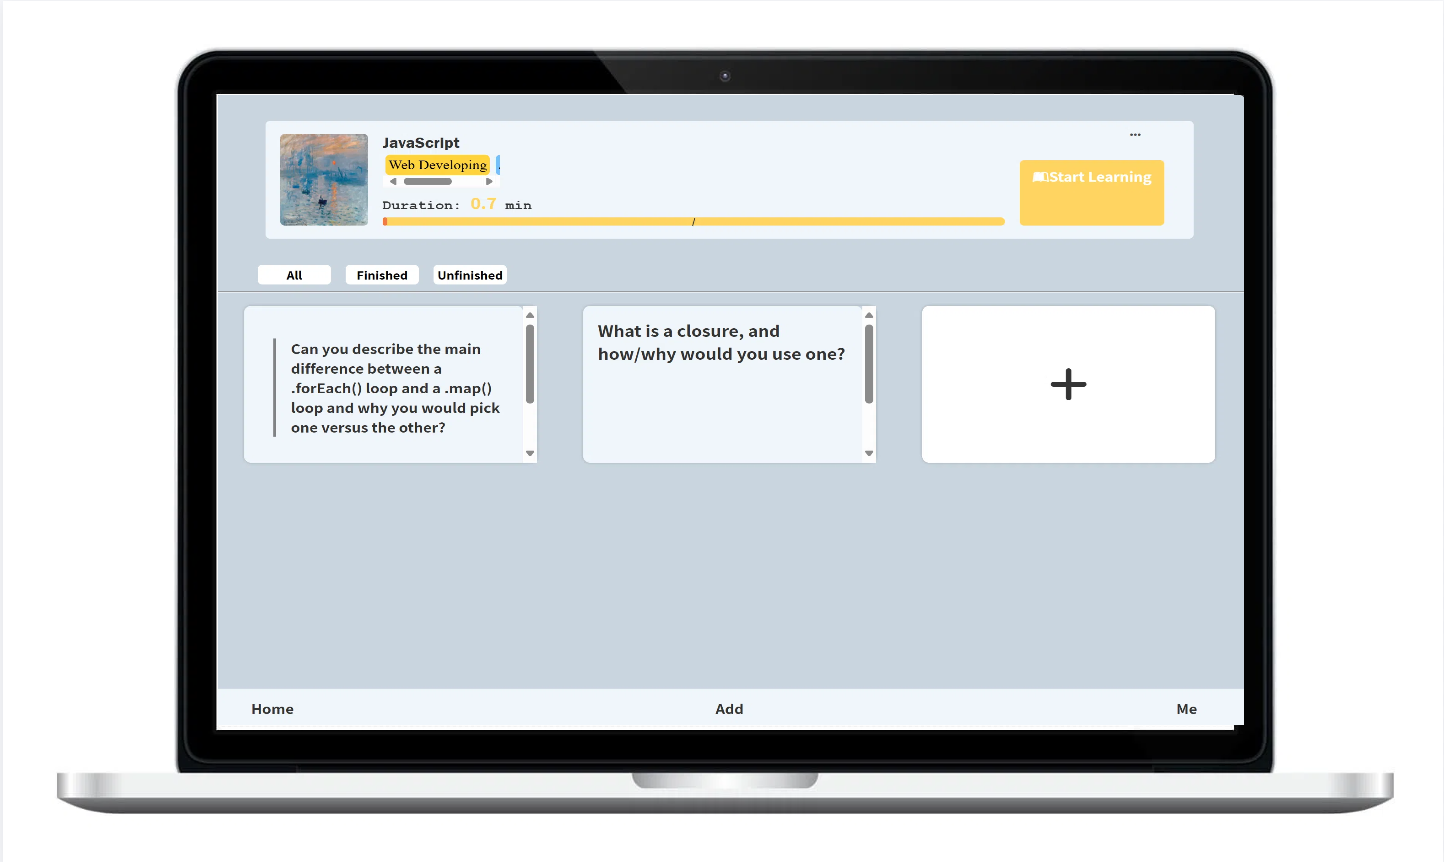 JavaScript
...
Web Developing
Duration: 0.7 min
/
Start Learning
All
Finished
Unfinished
Can you describe the main
difference between a
.forEach() loop and a .map()
loop and why you would pick
one versus the other?
What is a closure, and
how/why would you use one?
+
Home
Add
Me